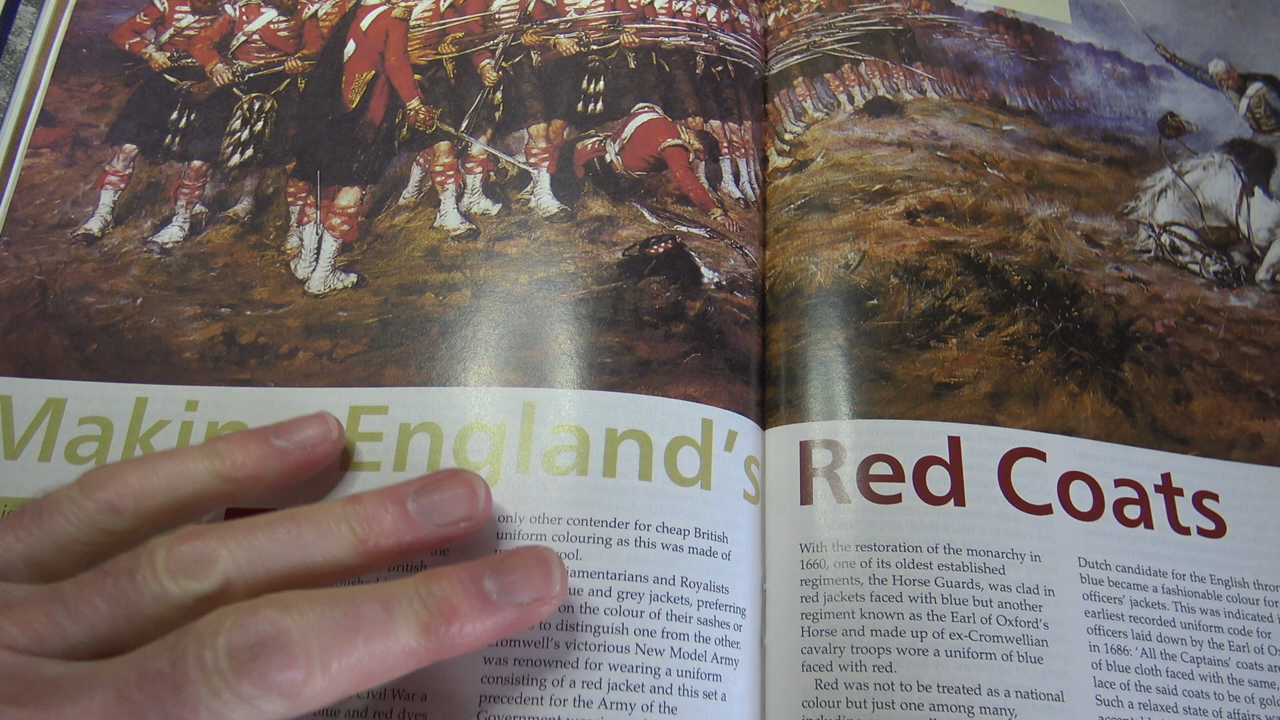 England's
Red Coats
the
British
Civil War a
blue and red dyes
only other contender for cheap British
uniform colouring as this was made of
and Royalists
and grey jackets, preferring
on the colour of their sashes or
to distinguish one from the other.
Cromwell's victorious New Model Army
was renowned for wearing a uniform
consisting of a red jacket and this set a
precedent for the Army of the
With the restoration of the monarchy in
1660, one of its oldest established
regiments, the Horse Guards, was clad in
red jackets faced with blue but another
regiment known as the Earl of Oxford's
Horse and made up of ex-Cromwellian
cavalry troops wore a uniform of blue
faced with red.
Red was not to be treated as a national
colour but just one among many,
Dutch candidate for the English
blue became a fashionable colour for
officers' jackets. This was indicated
earliest recorded uniform code for
officers laid down by the Earl of
in 1686: 'All the Captains' coats
of blue cloth faced with the same,
lace of the said coats to be of
Such a relaxed state of affairs